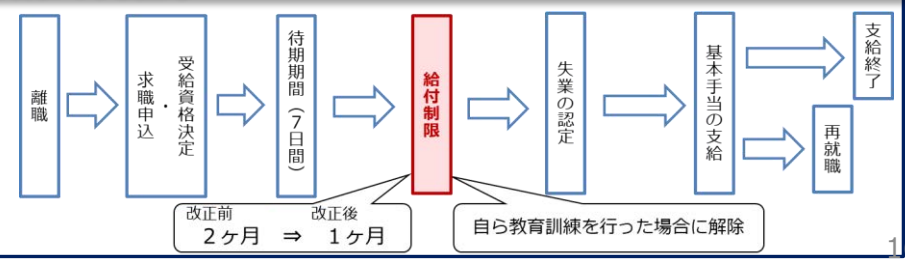 離職
受給資格決定
・
求職申込
待期期間（7日間）
給付制限
失業の認定
基本手当の支給
支給終了
再就職
改正前　改正後
２ヶ月　⇒　１ヶ月
自ら教育訓練を行った場合に解除
1